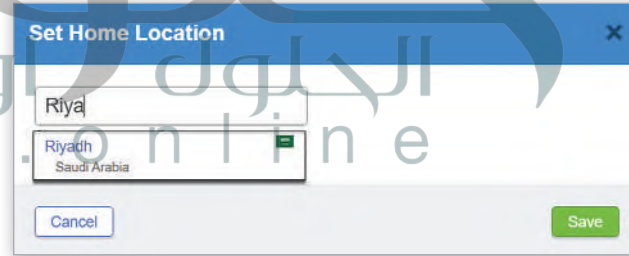 Set Home Location
Riya
Riyadh
Saudi Arabia
Cancel
Save
الحلول
.online